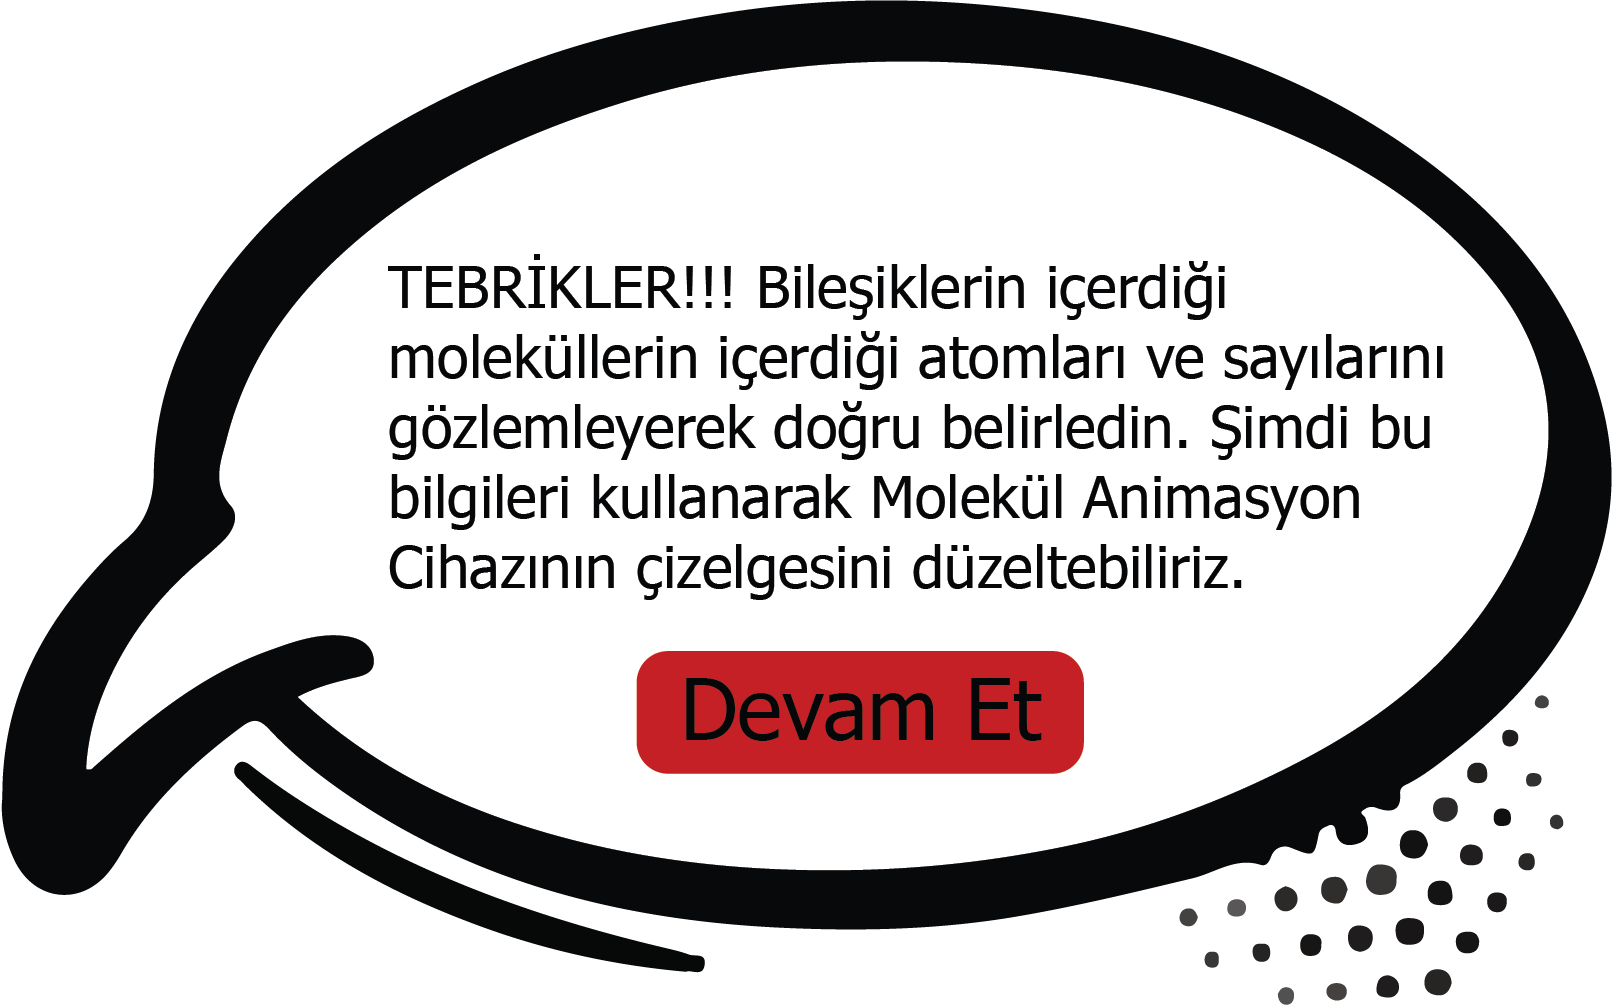 TEBRİKLER!!! Bileşiklerin içerdiği
moleküllerin içerdiği atomları ve sayılarını
gözlemleyerek doğru belirledin. Şimdi bu
bilgileri kullanarak Molekül Animasyon
Cihazının çizelgesini düzeltebiliriz.
Devam Et